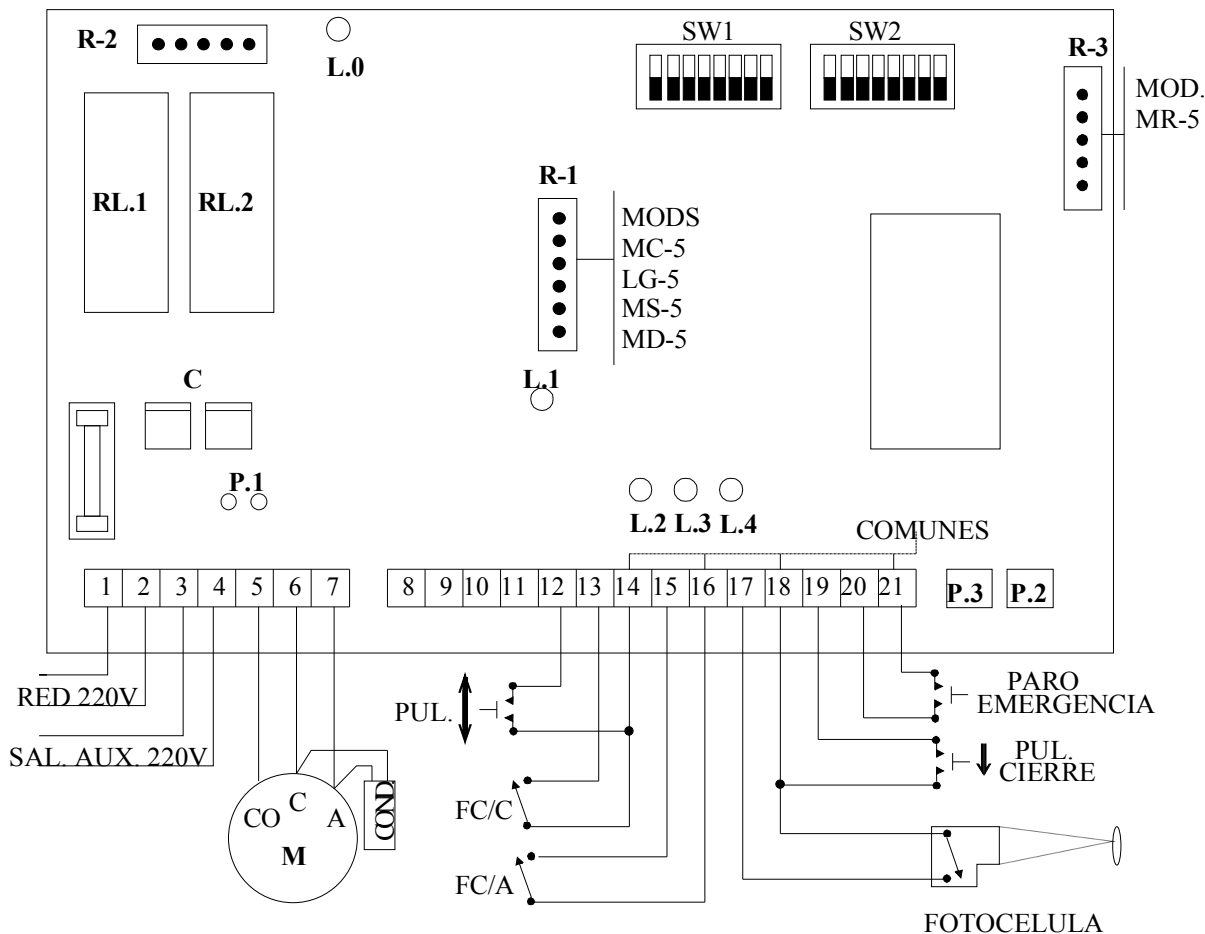 R-2
L.0
SW1
SW2
R-3
MOD.
MR-5
RL.1
RL.2
R-1
MODS
MC-5
LG-5
MS-5
MD-5
L.1
C
P.1
L.2 L.3 L.4
COMUNES
1 2 3 4 5 6 7
8 9 10 11 12 13 14 15 16 17 18 19 20 21
P.3
P.2
RED 220V
SAL. AUX. 220V
CO
C
A
M
COND.
PUL.
FC/C
FC/A
PARO
EMERGENCIA
PUL.
CIERRE
FOTOCELULA